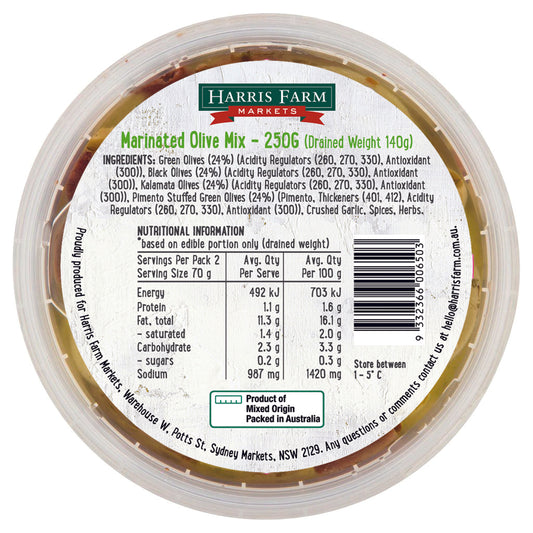 HARRIS FARM
MARKETS
Marinated Olive Mix - 250G (Drained Weight 140g)
INGREDIENTS: Green Olives (24%) (Acidity Regulators (260, 270, 330), Antioxidant
(300)), Black Olives (24%) (Acidity Regulators (260, 270, 330), Antioxidant
(300)), Kalamata Olives (24%) (Acidity Regulators (260, 270, 330), Antioxidant
(300)), Pimento Stuffed Green Olives (24%) (Pimento, Thickeners (401, 412), Acidity
Regulators (260, 270, 330), Antioxidant (300)), Crushed Garlic, Spices, Herbs.
NUTRITIONAL INFORMATION
*based on edible portion only (drained weight)
Servings Per Pack 2 Avg. Qty Avg. Qty
Serving Size 70 g Per Serve Per 100 g
Energy 492 kJ 703 kJ
Protein 1.1 g 1.6 g
Fat, total 11.3 g 16.1 g
- saturated 1.4 g 2.0 g
Carbohydrate 2.3 g 3.3 g
- sugars 0.2 g 0.3 g
Sodium 987 mg 1420 mg
9 332366 006503
Store between
1 - 5° C
Product of
Mixed Origin
Packed in Australia
Proudly produced for Harris Farm Markets, Warehouse W, Potts St, Sydney Markets, NSW 2129. Any questions or comments contact us at hello@harrisfarm.com.au.